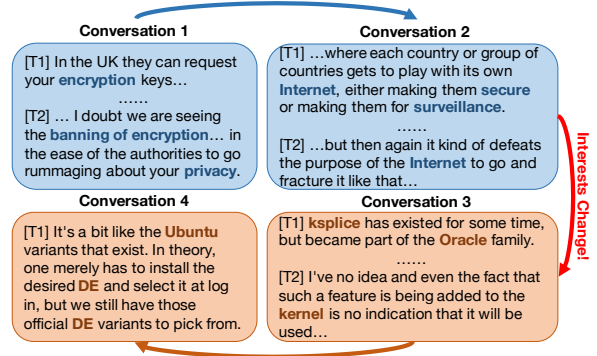 Conversation 1
[T1] In the UK they can request
your encryption keys…
……
[T2] … I doubt we are seeing
the banning of encryption… in
the ease of the authorities to go
rummaging about your privacy.
Conversation 2
[T1] …where each country or group of
countries gets to play with its own
Internet, either making them secure
or making them for surveillance.
……
[T2] …but then again it kind of defeats
the purpose of the Internet to go and
fracture it like that…
Interests Change!
Conversation 4
[T1] It's a bit like the Ubuntu
variants that exist. In theory,
one merely has to install the
desired DE and select it at log
in, but we still have those
official DE variants to pick from.
Conversation 3
[T1] ksplice has existed for some time,
but became part of the Oracle family.
……
[T2] I've no idea and even the fact that
such a feature is being added to the
kernel is no indication that it will be
used…